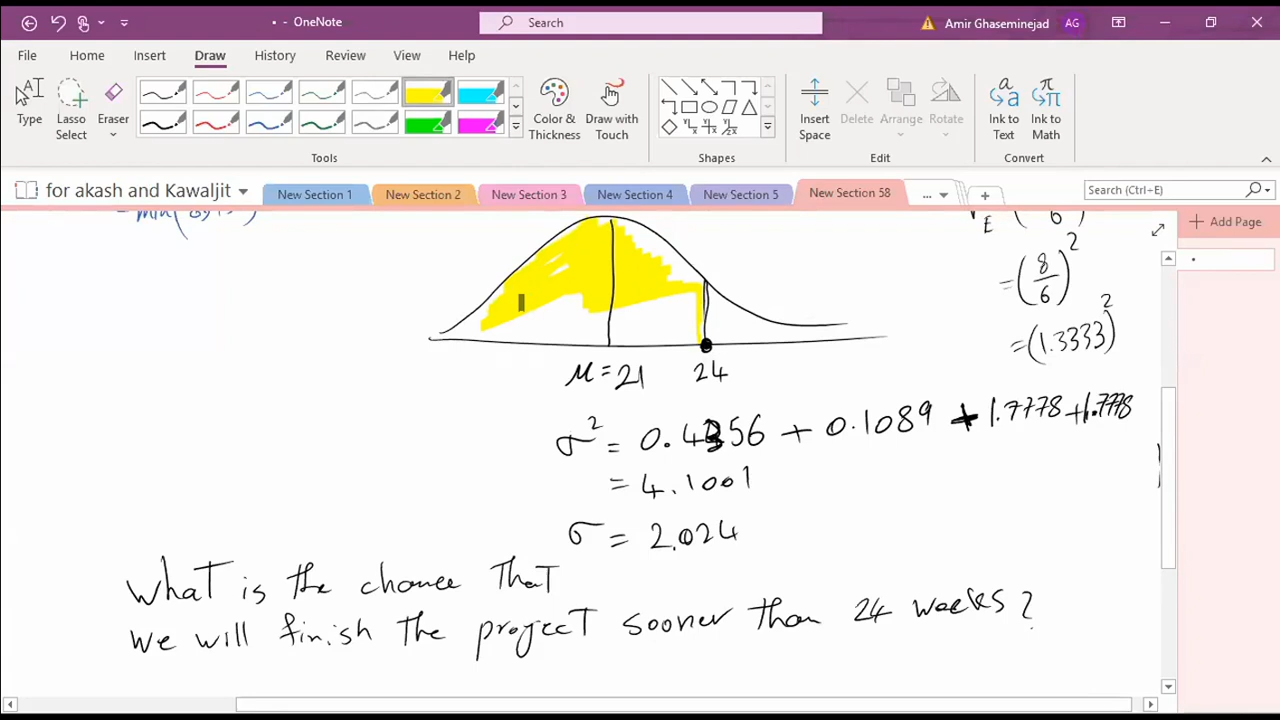 OneNote
Search
Amir Ghaseminejad AG
File Home Insert Draw History Review View Help
Type Lasso Select Eraser Color & Thickness Draw with Touch Insert Space Delete Arrange Rotate Ink to Text Ink to Math
Tools Shapes Edit Convert
for akash and Kawaljit New Section 1 New Section 2 New Section 3 New Section 4 New Section 5 New Section 58 ... Search (Ctrl+E)
Add Page
E 6
= (8/6)²
= (1.3333)²
μ = 21 24
σ² = 0.4356 + 0.1089 + 1.7778 + 1.7778
= 4.1001
σ = 2.024
What is the chance that
we will finish the project sooner than 24 weeks?